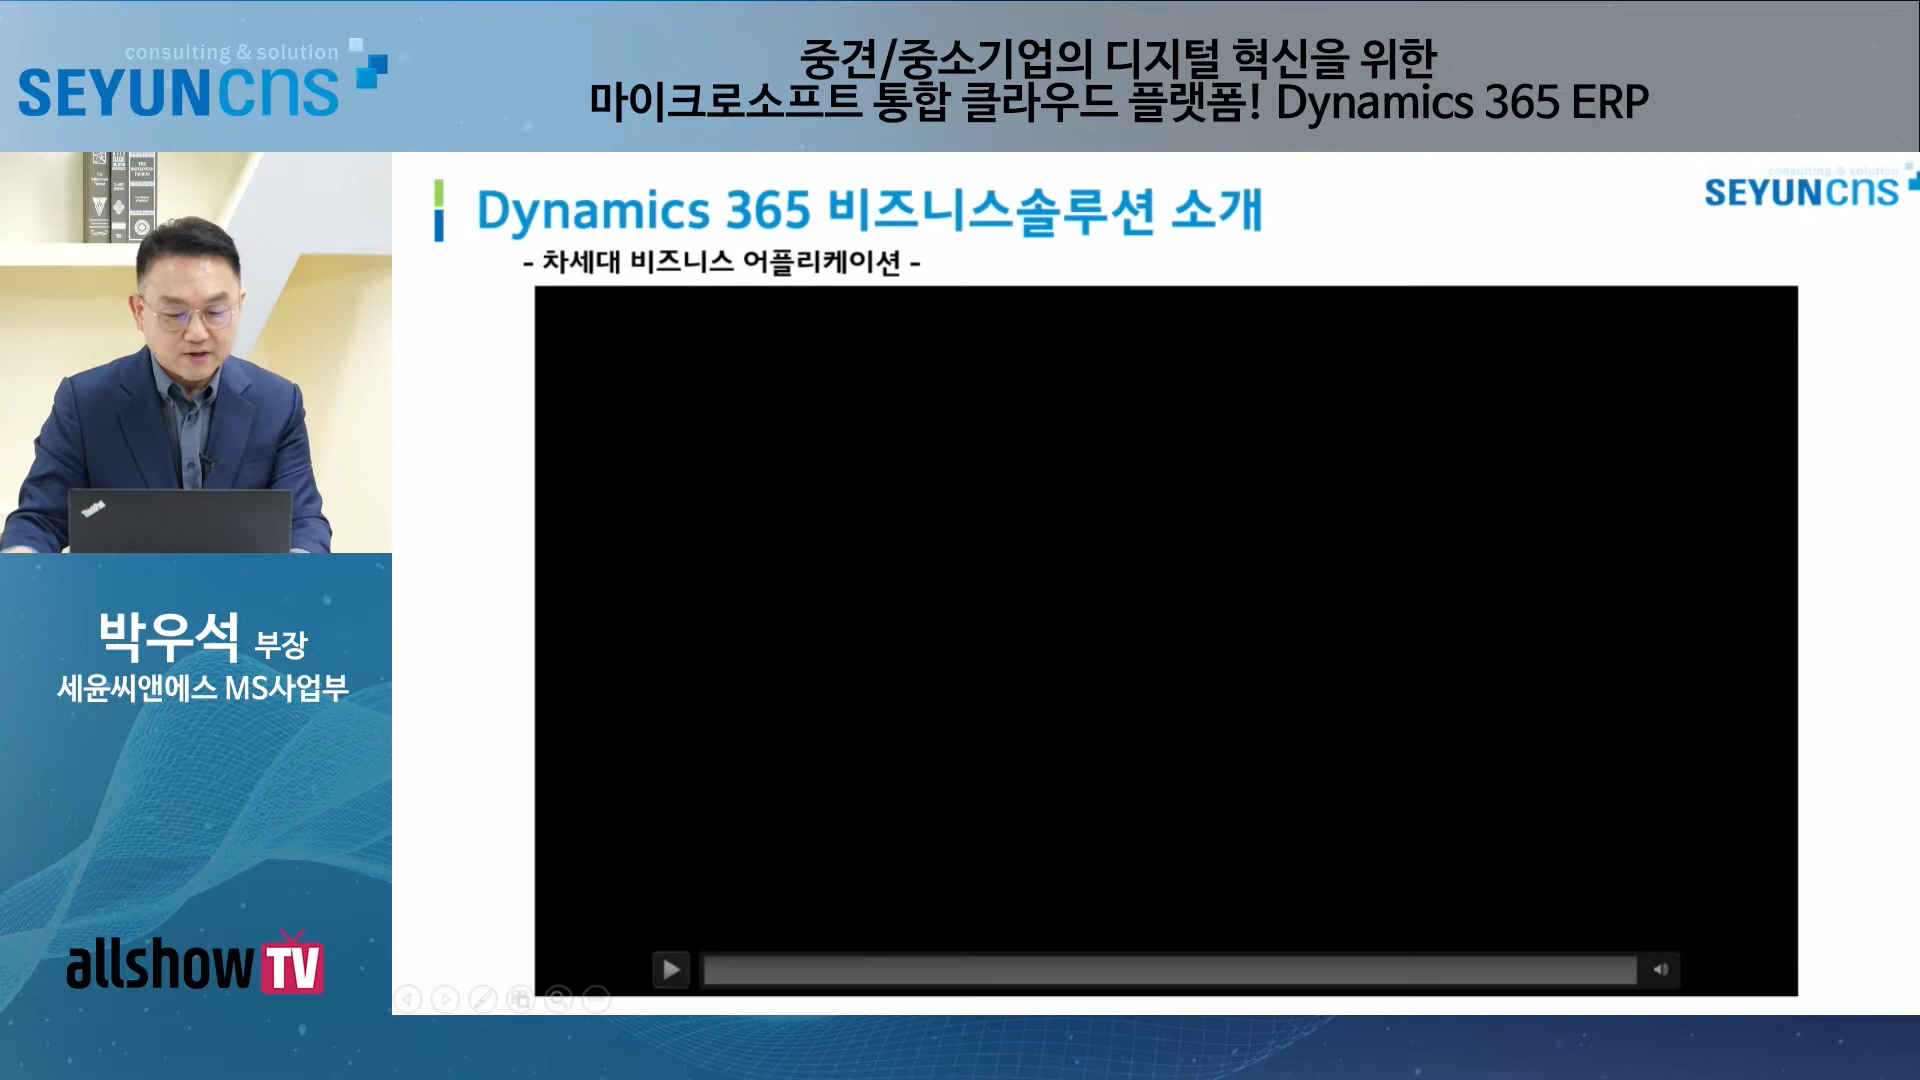 consulting & solution
SEYUNCNS
중견/중소기업의 디지털 혁신을 위한
마이크로소프트 통합 클라우드 플랫폼! Dynamics 365 ERP
Dynamics 365 비즈니스솔루션 소개
- 차세대 비즈니스 어플리케이션 -
consulting & solution
SEYUNCNS
박우석 부장
세윤씨앤에스 MS사업부
allshowTV